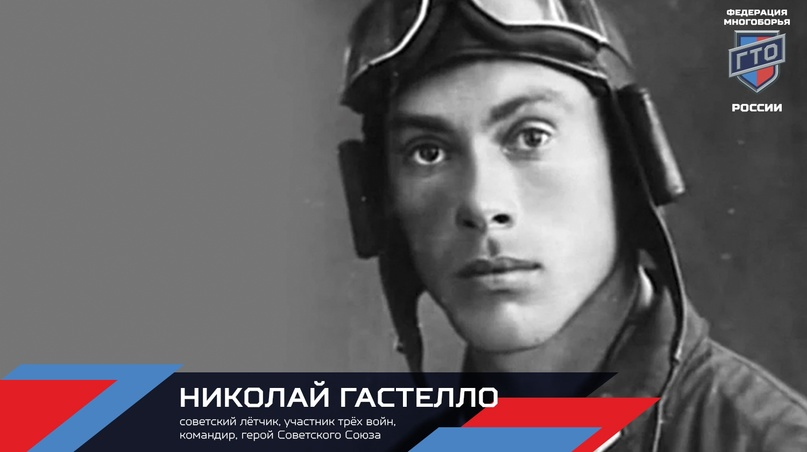 ФЕДЕРАЦИЯ
МНОГОБОРЬЯ
ГТО
РОССИИ
НИКОЛАЙ ГАСТЕЛЛО
советский лётчик, участник трёх войн,
командир, герой Советского Союза